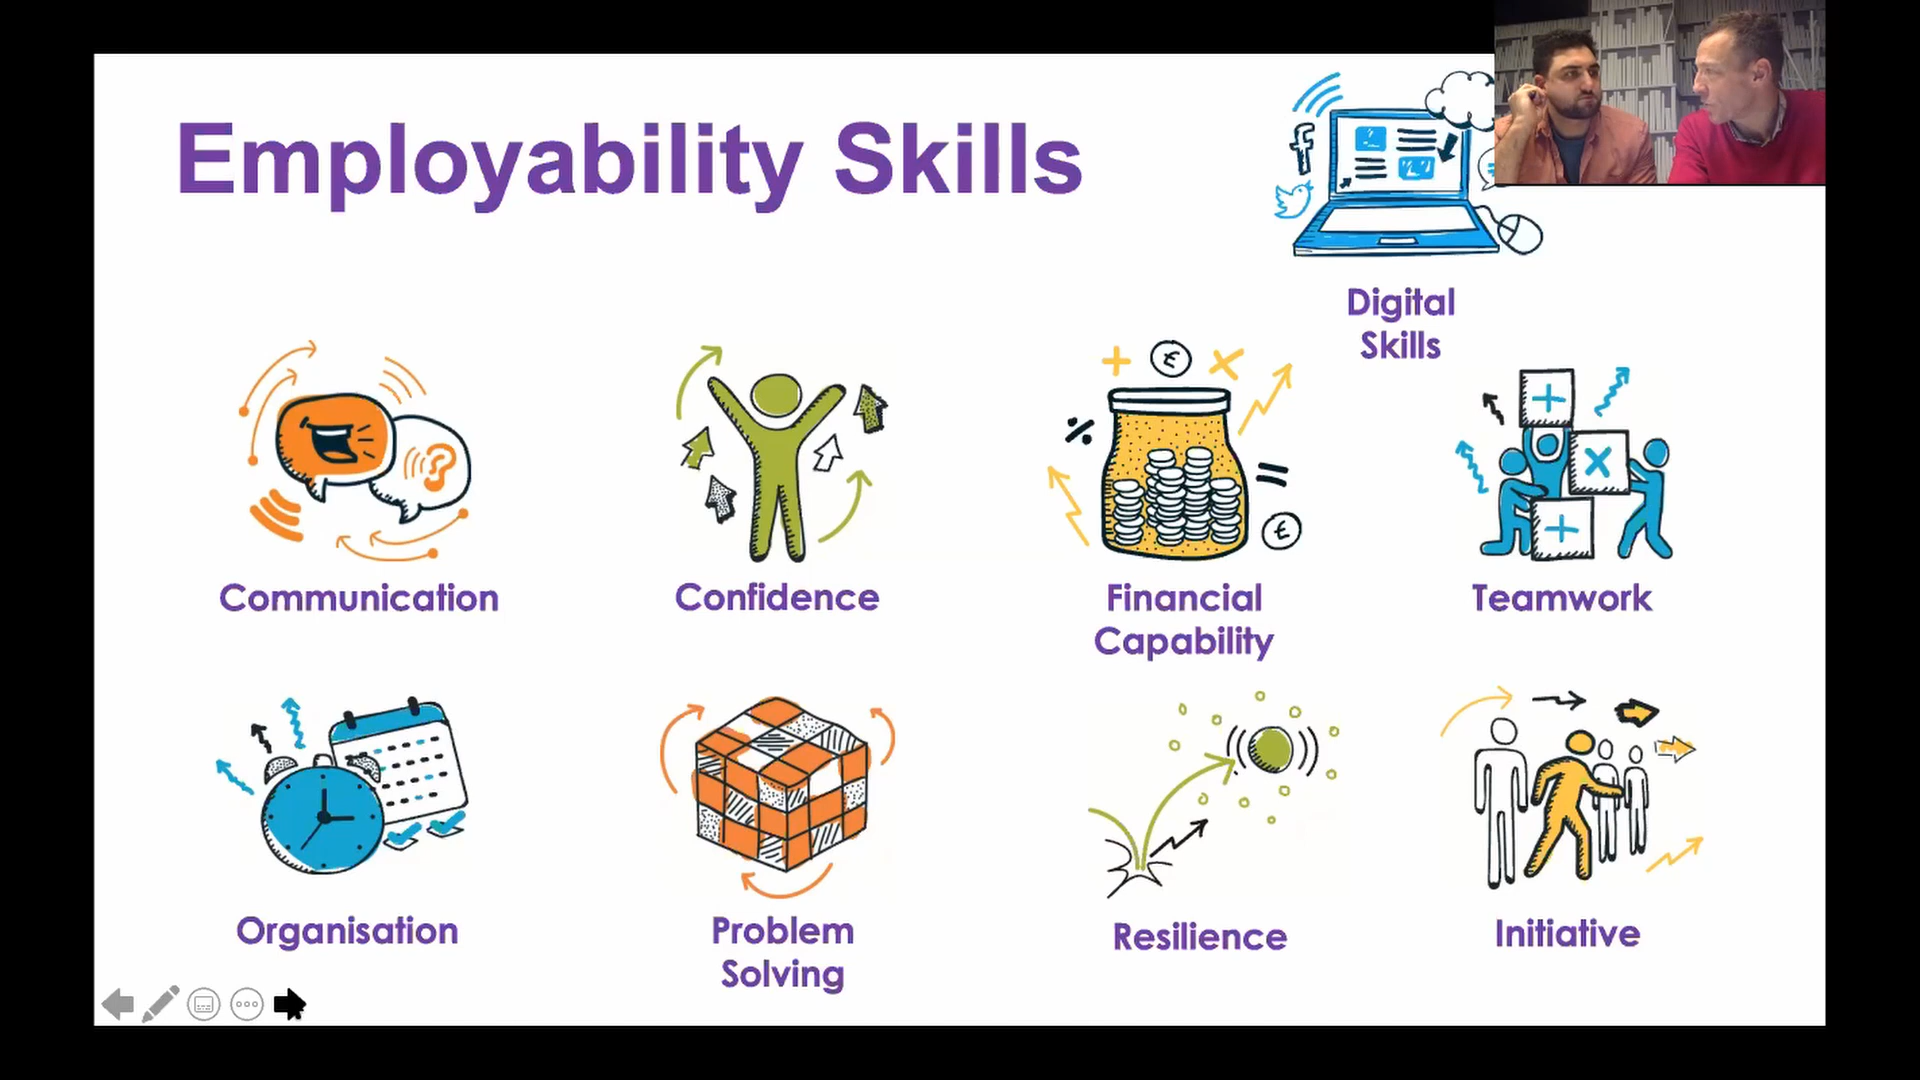 Employability Skills
Digital
Skills
Communication
Confidence
Financial
Capability
Teamwork
Organisation
Problem
Solving
Resilience
Initiative